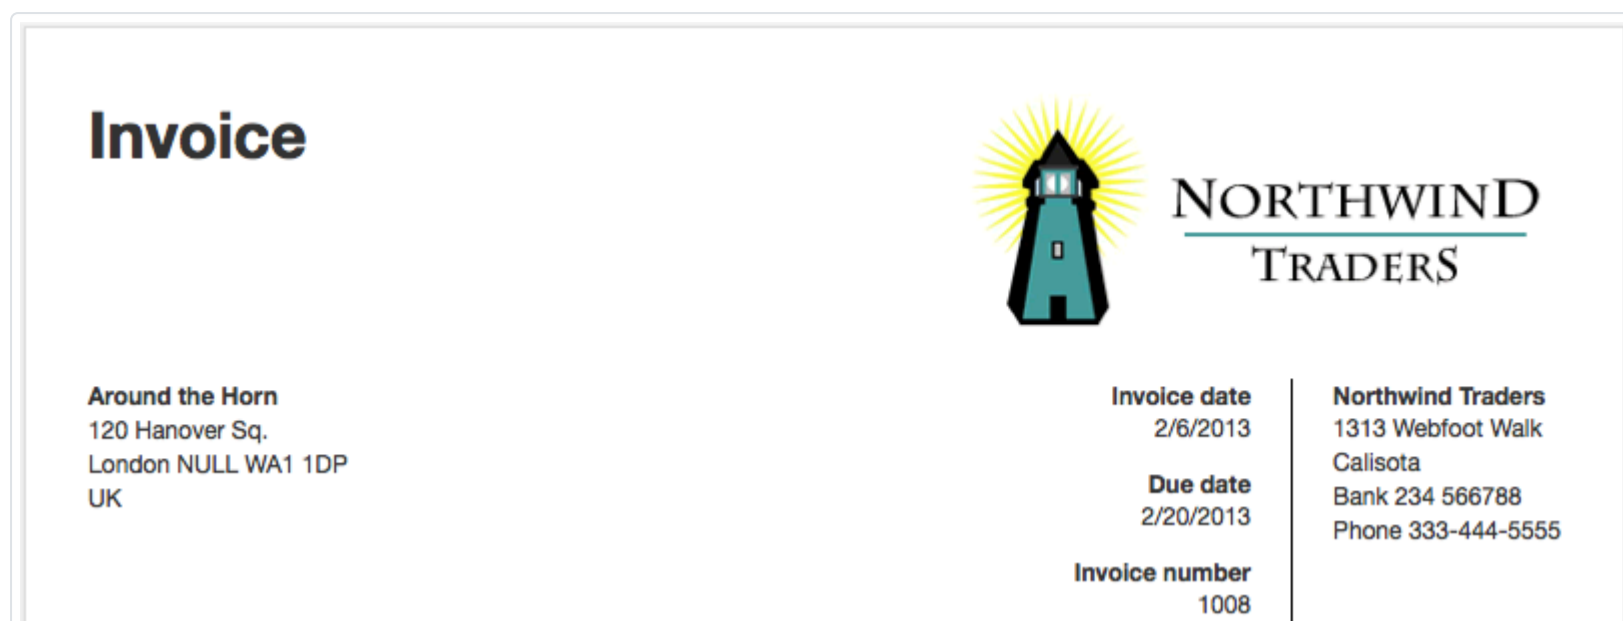 Invoice
NORTHWIND
TRADERS
Around the Horn
120 Hanover Sq.
London NULL WA1 1DP
UK
Invoice date
2/6/2013
Due date
2/20/2013
Invoice number
1008
Northwind Traders
1313 Webfoot Walk
Calisota
Bank 234 566788
Phone 333-444-5555